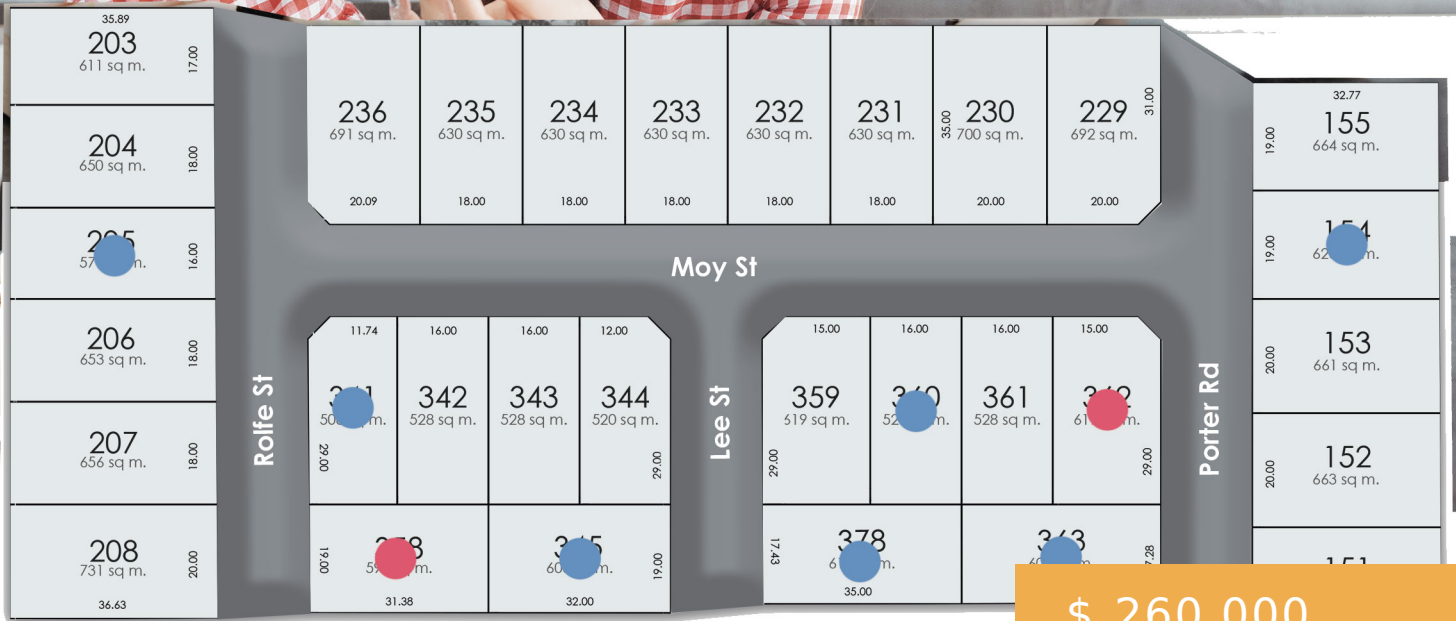 35.89
203
611 sq m.
17.00
204
650 sq m.
18.00
16.00
206
653 sq m.
18.00
207
656 sq m.
18.00
208
731 sq m.
20.00
36.63
Rolfe St
236
691 sq m.
20.09
235
630 sq m.
18.00
234
630 sq m.
18.00
233
630 sq m.
18.00
232
630 sq m.
18.00
231
630 sq m.
18.00
35.00
230
700 sq m.
20.00
229
692 sq m.
31.00
20.00
Moy St
11.74
29.00
16.00
342
528 sq m.
16.00
343
528 sq m.
12.00
344
520 sq m.
29.00
19.00
31.38
19.00
32.00
Lee St
15.00
359
619 sq m.
29.00
16.00
16.00
361
528 sq m.
15.00
29.00
17.43
378
35.00
363
Porter Rd
32.77
155
664 sq m.
19.00
19.00
153
661 sq m.
20.00
152
663 sq m.
20.00
151
$ 260,000